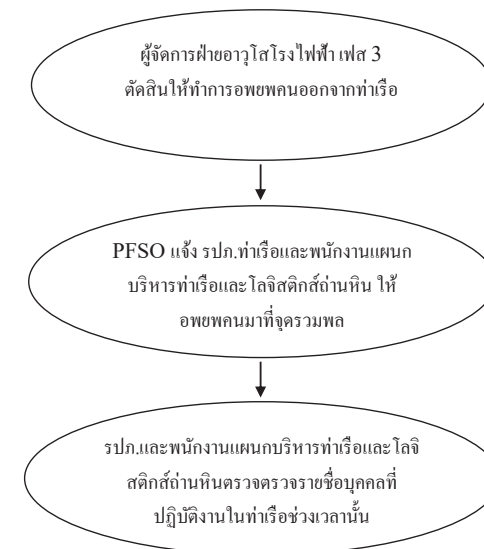 ผู้จัดการฝ่ายอาวุโสโรงไฟฟ้า เฟส 3
ตัดสินให้ทำการอพยพคนออกจากท่าเรือ
PFSO แจ้ง รปภ.ท่าเรือและพนักงานแผนก
บริหารท่าเรือและโลจิสติกส์ถ่านหิน ให้
อพยพคนมาที่จุดรวมพล
รปภ.และพนักงานแผนกบริหารท่าเรือและโลจิ
สติกส์ถ่านหินตรวจตรวจรายชื่อบุคคลที่
ปฏิบัติงานในท่าเรือช่วงเวลานั้น